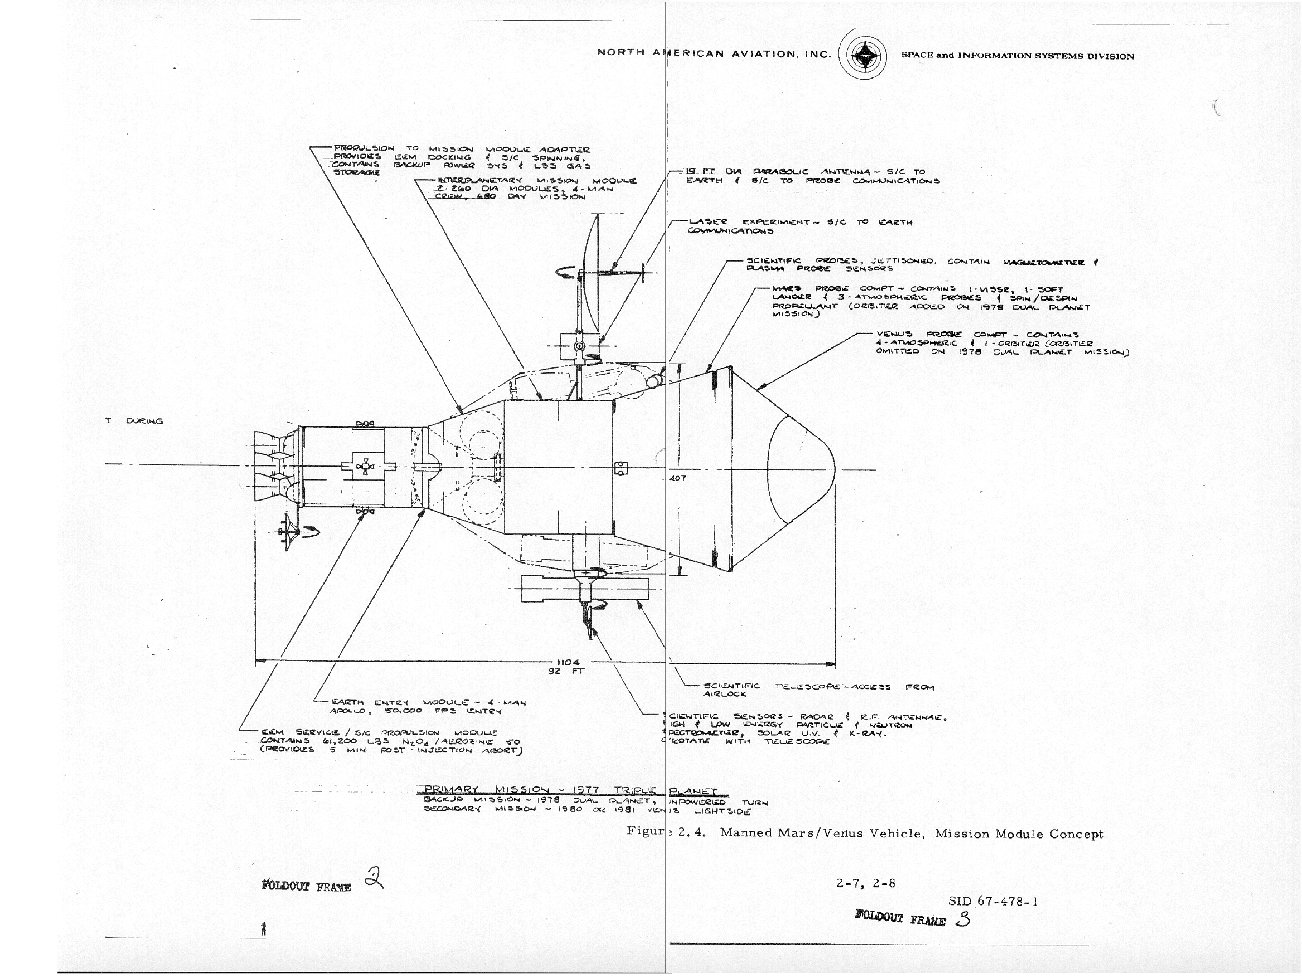 NORTH AMERICAN AVIATION, INC.
SPACE and INFORMATION SYSTEMS DIVISION
PROPULSION TO MISSION MODULE ADAPTER
PROVIDES EEM DOCKING & S/C SPINNING,
CONTAINS BACKUP POWER SYS & LSS GAS
STORAGE
INTERPLANETARY MISSION MODULE
2-260 DIA MODULES, 4-MAN
CREW, 680 DAY MISSION
19 FT DIA PARABOLIC ANTENNA - S/C TO
EARTH & S/C TO PROBE COMMUNICATIONS
LASER EXPERIMENT - S/C TO EARTH
COMMUNICATIONS
SCIENTIFIC PROBES, JETTISONED, CONTAIN MAGNETOMETER &
PLASMA PROBE SENSORS
MARS PROBE COMPT - CONTAINS 1-MSSR, 1-SOFT
LANDER & 3-ATMOSPHERIC PROBES & SPIN/DESPIN
PROPELLANT (ORBITER ADDED ON 1978 DUAL PLANET
MISSION)
VENUS PROBE COMPT - CONTAINS
4-ATMOSPHERIC & 1-ORBITER (ORBITER
OMITTED ON 1978 DUAL PLANET MISSION)
T DURING
407
1104
92 FT
SCIENTIFIC TELESCOPE - ACCESS FROM
AIRLOCK
EARTH ENTRY MODULE - 4-MAN
APOLLO, 50,000 FPS ENTRY
CIENTIFIC SENSORS - RADAR & R.F. ANTENNAE,
IGH & LOW ENERGY PARTICLE & NEUTRON
PECTROMETER, SOLAR U.V. & X-RAY.
ROTATE WITH TELESCOPE
EEM SERVICE / S/C PROPULSION MODULE
CONTAINS 61,200 LBS N₂O₄/AEROZINE 50
(PROVIDES 5 MIN POST-INJECTION ABORT)
PRIMARY MISSION - 1977 TRIPLE PLANET
BACKUP MISSION - 1978 DUAL PLANET, UNPOWERED TURN
SECONDARY MISSION - 1980 OR 1981 VENUS LIGHTSIDE
Figure 2.4. Manned Mars/Venus Vehicle, Mission Module Concept
FOLDOUT FRAME 2
2-7, 2-8
SID 67-478-1
FOLDOUT FRAME 3